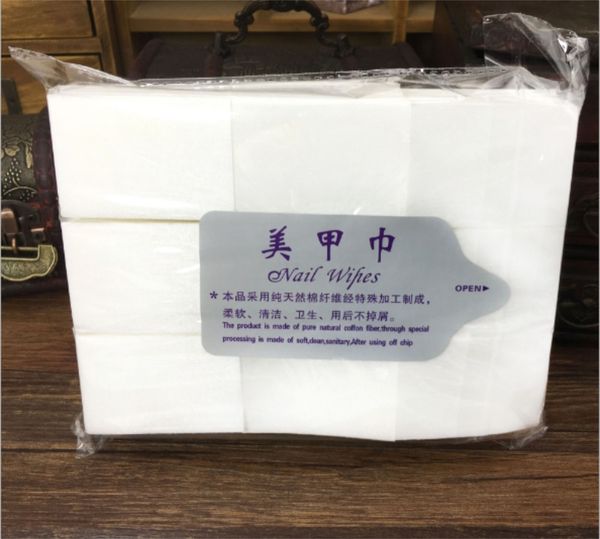 美甲巾
Nail Wipes
OPEN▶
* 本品采用纯天然棉纤维经特殊加工制成，
柔软、清洁、卫生、用后不掉屑。
The product is made of pure natural collon fiber,through special
processing is made of soft,dean,sanitary,After using off chip